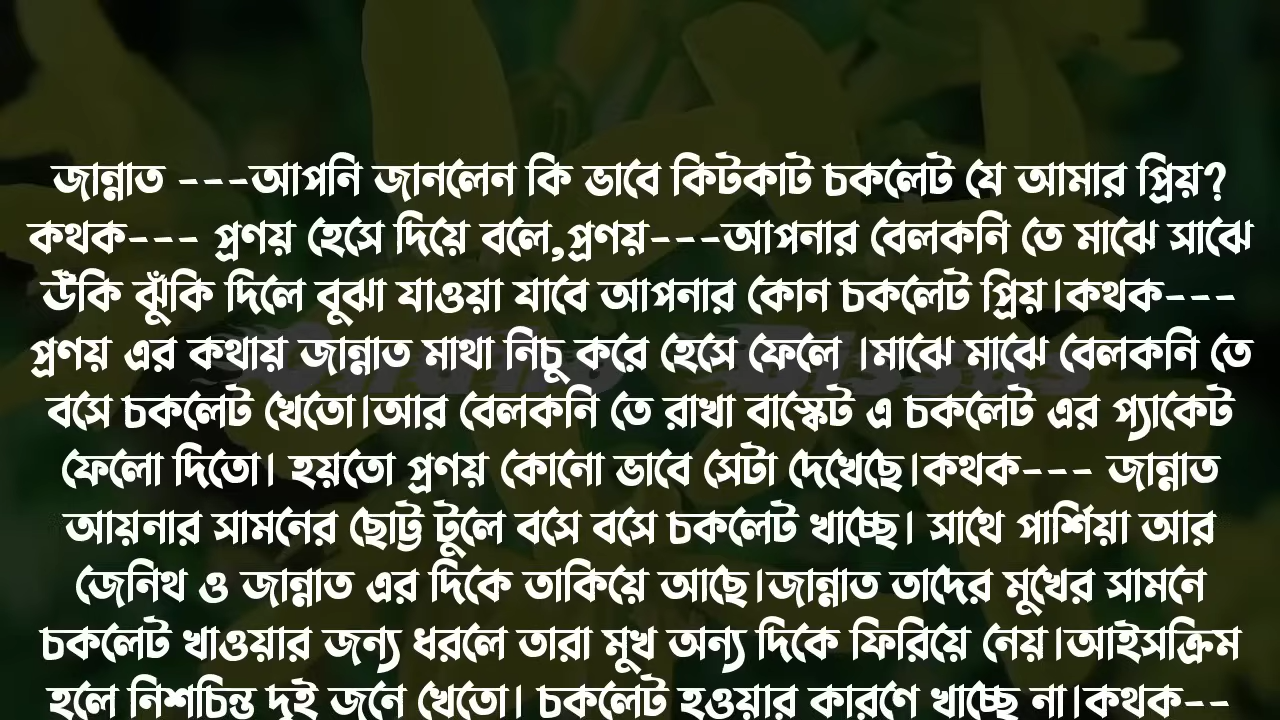 জান্নাত ---আপনি জানলেন কি ভাবে কিটকাট চকলেট যে আমার প্রিয়?
কথক--- প্রণয় হেসে দিয়ে বলে,প্রণয়---আপনার বেলকনি তে মাঝে সাঝে
উঁকি ঝুঁকি দিলে বুঝা যাওয়া যাবে আপনার কোন চকলেট প্রিয়।কথক---
প্রণয় এর কথায় জান্নাত মাথা নিচু করে হেসে ফেলে ।মাঝে মাঝে বেলকনি তে
বসে চকলেট খেতো।আর বেলকনি তে রাখা বাস্কেট এ চকলেট এর প্যাকেট
ফেলো দিতো। হয়তো প্রণয় কোনো ভাবে সেটা দেখেছে।কথক--- জান্নাত
আয়নার সামনের ছোট্ট টুলে বসে বসে চকলেট খাচ্ছে। সাথে পার্শিয়া আর
জেনিথ ও জান্নাত এর দিকে তাকিয়ে আছে।জান্নাত তাদের মুখের সামনে
চকলেট খাওয়ার জন্য ধরলে তারা মুখ অন্য দিকে ফিরিয়ে নেয়।আইসক্রিম
হলে নিশচিন্ত দুই জনে খেতো। চকলেট হওয়ার কারণে খাচ্ছে না।কথক--